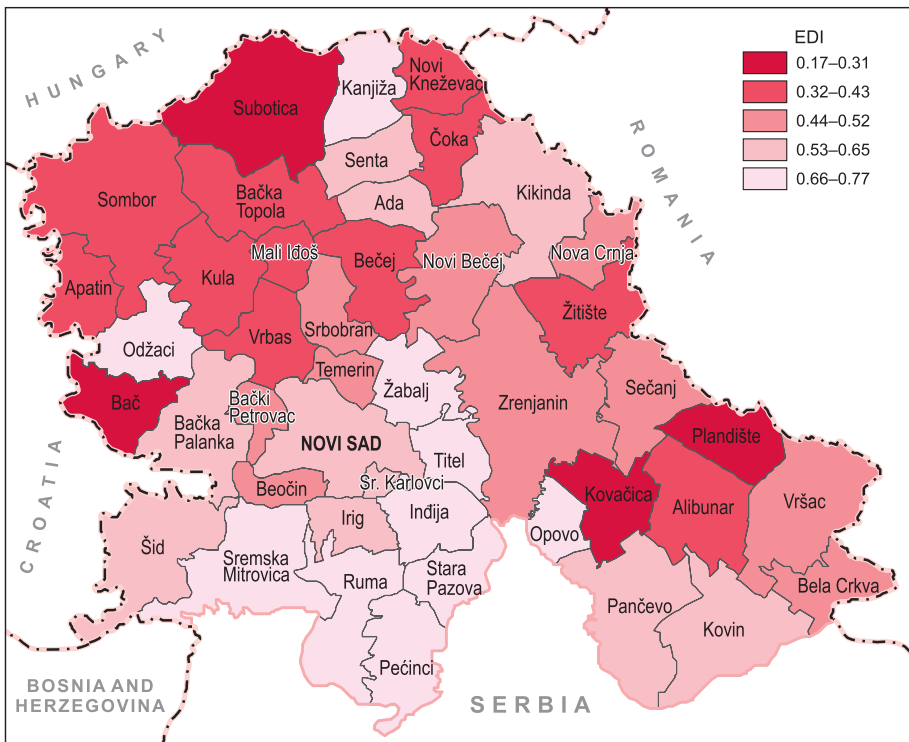 HUNGARY
EDI
0.17–0.31
0.32–0.43
0.44–0.52
0.53–0.65
0.66–0.77
Novi
Kneževac
Kanjiža
Subotica
Čoka
ROMANIA
Senta
Kikinda
Sombor
Bačka
Topola
Ada
Mali Iđoš
Bečej
Novi Bečej
Nova Crnja
Apatin
Kula
Žitište
Srbobran
Vrbas
Odžaci
Temerin
Žabalj
Sečanj
Bač
Bački
Petrovac
Zrenjanin
Bačka
Palanka
NOVI SAD
Plandište
Titel
Beočin
Sr. Karlovci
Kovačica
Vršac
Alibunar
CROATIA
Irig
Inđija
Opovo
Šid
Sremska
Mitrovica
Ruma
Stara
Pazova
Bela Crkva
Pančevo
Kovin
Pećinci
BOSNIA AND
HERZEGOVINA
SERBIA